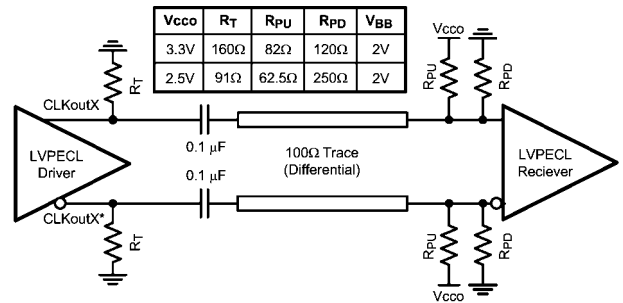 Vcco RT RPU RPD VBB
3.3V 160Ω 82Ω 120Ω 2V
2.5V 91Ω 62.5Ω 250Ω 2V
Vcco
RT
RPU
RPD
CLKoutX
LVPECL
Driver
0.1 µF
100Ω Trace
(Differential)
0.1 µF
LVPECL
Reciever
CLKoutX*
RT
RPU
RPD
Vcco